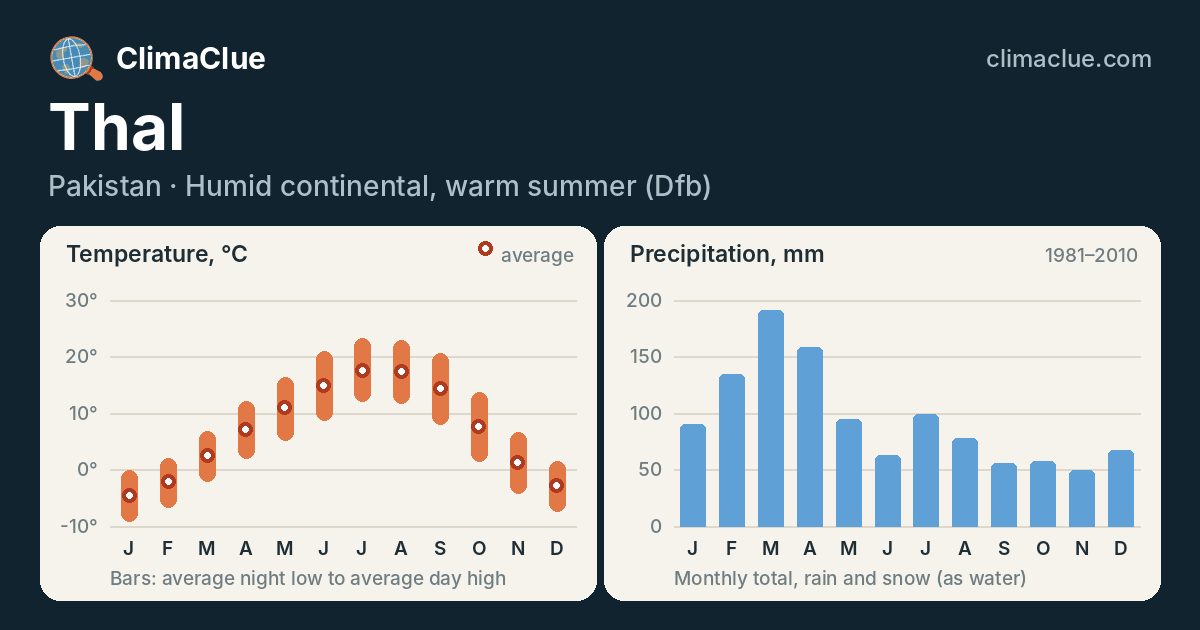 ClimaClue
climaclue.com
Thal
Pakistan · Humid continental, warm summer (Dfb)
Temperature, °C
average
30°
20°
10°
0°
-10°
J F M A M J J A S O N D
Bars: average night low to average day high
Precipitation, mm
1981–2010
200
150
100
50
0
J F M A M J J A S O N D
Monthly total, rain and snow (as water)